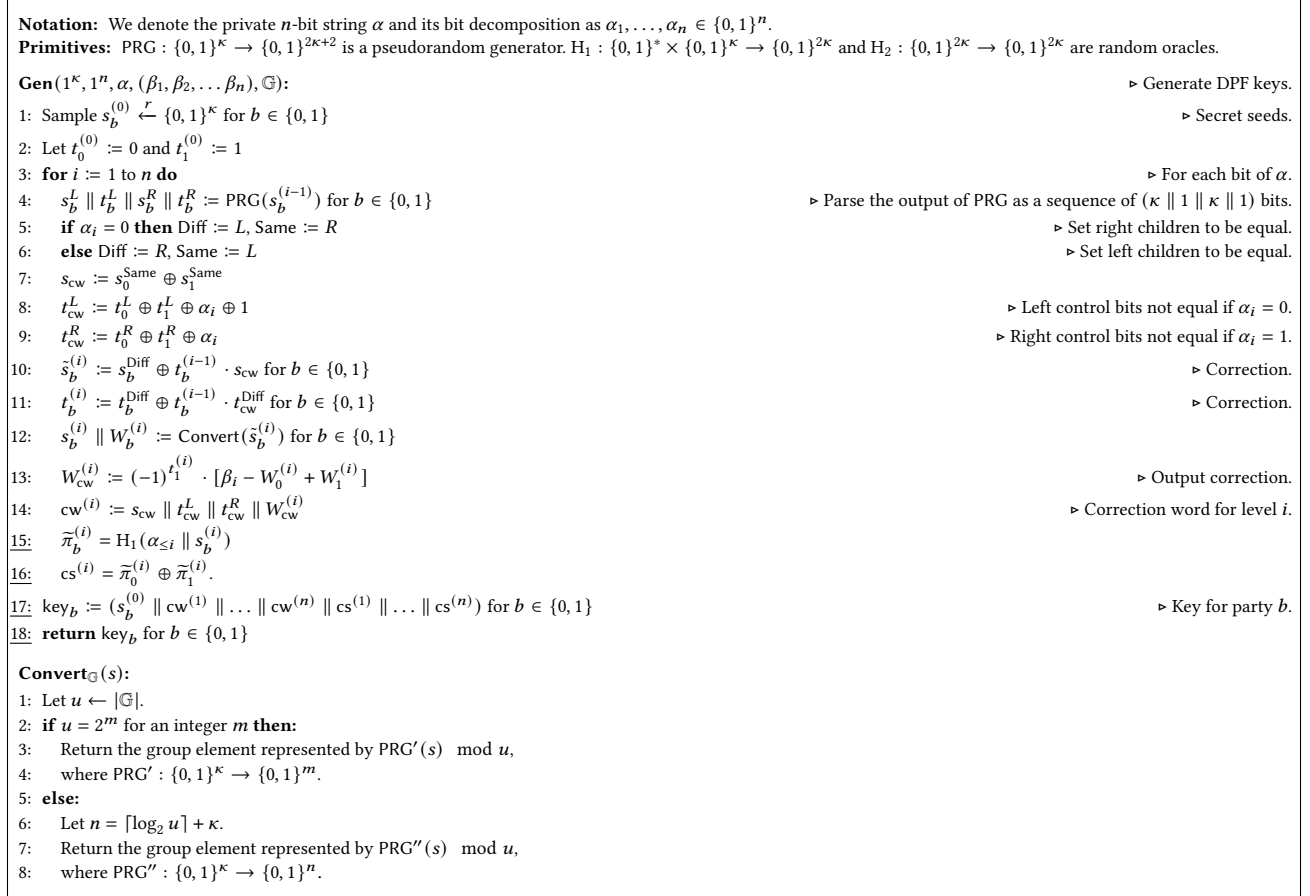 Notation: We denote the private n-bit string α and its bit decomposition as α₁, . . . , αₙ ∈ {0, 1}ⁿ.
Primitives: PRG : {0, 1}^κ → {0, 1}^{2κ+2} is a pseudorandom generator. H₁ : {0, 1}^* × {0, 1}^κ → {0, 1}^{2κ} and H₂ : {0, 1}^{2κ} → {0, 1}^{2κ} are random oracles.
Gen(1^κ, 1^n, α, (β₁, β₂, . . . βₙ), 𝔾): ▹ Generate DPF keys.
1: Sample s_b^{(0)} ←^r {0, 1}^κ for b ∈ {0, 1} ▹ Secret seeds.
2: Let t_0^{(0)} := 0 and t_1^{(0)} := 1
3: for i := 1 to n do ▹ For each bit of α.
4: s_b^L ∥ t_b^L ∥ s_b^R ∥ t_b^R := PRG(s_b^{(i−1)}) for b ∈ {0, 1} ▹ Parse the output of PRG as a sequence of (κ ∥ 1 ∥ κ ∥ 1) bits.
5: if α_i = 0 then Diff := L, Same := R ▹ Set right children to be equal.
6: else Diff := R, Same := L ▹ Set left children to be equal.
7: s_cw := s_0^{Same} ⊕ s_1^{Same}
8: t_cw^L := t_0^L ⊕ t_1^L ⊕ α_i ⊕ 1 ▹ Left control bits not equal if α_i = 0.
9: t_cw^R := t_0^R ⊕ t_1^R ⊕ α_i ▹ Right control bits not equal if α_i = 1.
10: s̃_b^{(i)} := s_b^{Diff} ⊕ t_b^{(i−1)} · s_cw for b ∈ {0, 1} ▹ Correction.
11: t_b^{(i)} := t_b^{Diff} ⊕ t_b^{(i−1)} · t_cw^{Diff} for b ∈ {0, 1} ▹ Correction.
12: s_b^{(i)} ∥ W_b^{(i)} := Convert(s̃_b^{(i)}) for b ∈ {0, 1}
13: W_cw^{(i)} := (−1)^{t_1^{(i)}} · [β_i − W_0^{(i)} + W_1^{(i)}] ▹ Output correction.
14: cw^{(i)} := s_cw ∥ t_cw^L ∥ t_cw^R ∥ W_cw^{(i)} ▹ Correction word for level i.
15: π̃_b^{(i)} = H₁(α_{≤i} ∥ s_b^{(i)})
16: cs^{(i)} = π̃_0^{(i)} ⊕ π̃_1^{(i)}.
17: key_b := (s_b^{(0)} ∥ cw^{(1)} ∥ . . . ∥ cw^{(n)} ∥ cs^{(1)} ∥ . . . ∥ cs^{(n)}) for b ∈ {0, 1} ▹ Key for party b.
18: return key_b for b ∈ {0, 1}
Convert_𝔾(s):
1: Let u ← |𝔾|.
2: if u = 2^m for an integer m then:
3: Return the group element represented by PRG′(s) mod u,
4: where PRG′ : {0, 1}^κ → {0, 1}^m.
5: else:
6: Let n = ⌈log₂ u⌉ + κ.
7: Return the group element represented by PRG′′(s) mod u,
8: where PRG′′ : {0, 1}^κ → {0, 1}^n.